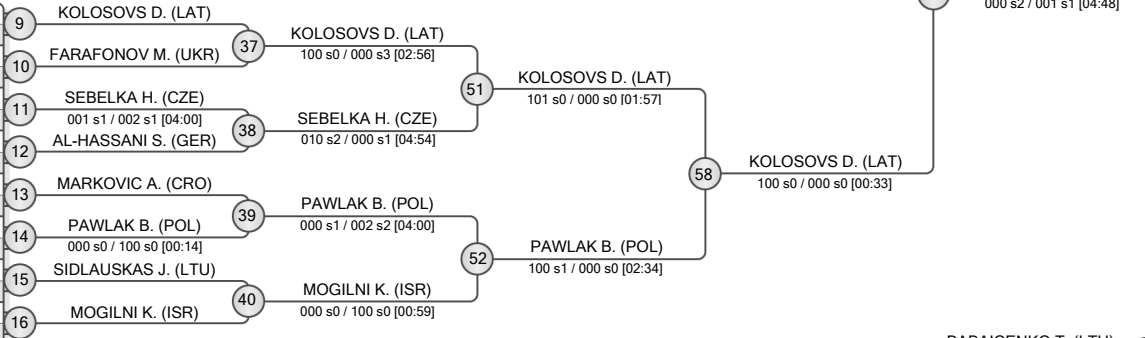 000 s2 / 001 s1 [04:48]
9
KOLOSOVS D. (LAT)
37
KOLOSOVS D. (LAT)
100 s0 / 000 s3 [02:56]
10
FARAFONOV M. (UKR)
51
KOLOSOVS D. (LAT)
101 s0 / 000 s0 [01:57]
11
SEBELKA H. (CZE)
001 s1 / 002 s1 [04:00]
38
SEBELKA H. (CZE)
010 s2 / 000 s1 [04:54]
12
AL-HASSANI S. (GER)
58
KOLOSOVS D. (LAT)
100 s0 / 000 s0 [00:33]
13
MARKOVIC A. (CRO)
39
PAWLAK B. (POL)
000 s1 / 002 s2 [04:00]
14
PAWLAK B. (POL)
000 s0 / 100 s0 [00:14]
52
PAWLAK B. (POL)
100 s1 / 000 s0 [02:34]
15
SIDLAUSKAS J. (LTU)
40
MOGILNI K. (ISR)
000 s0 / 100 s0 [00:59]
16
MOGILNI K. (ISR)